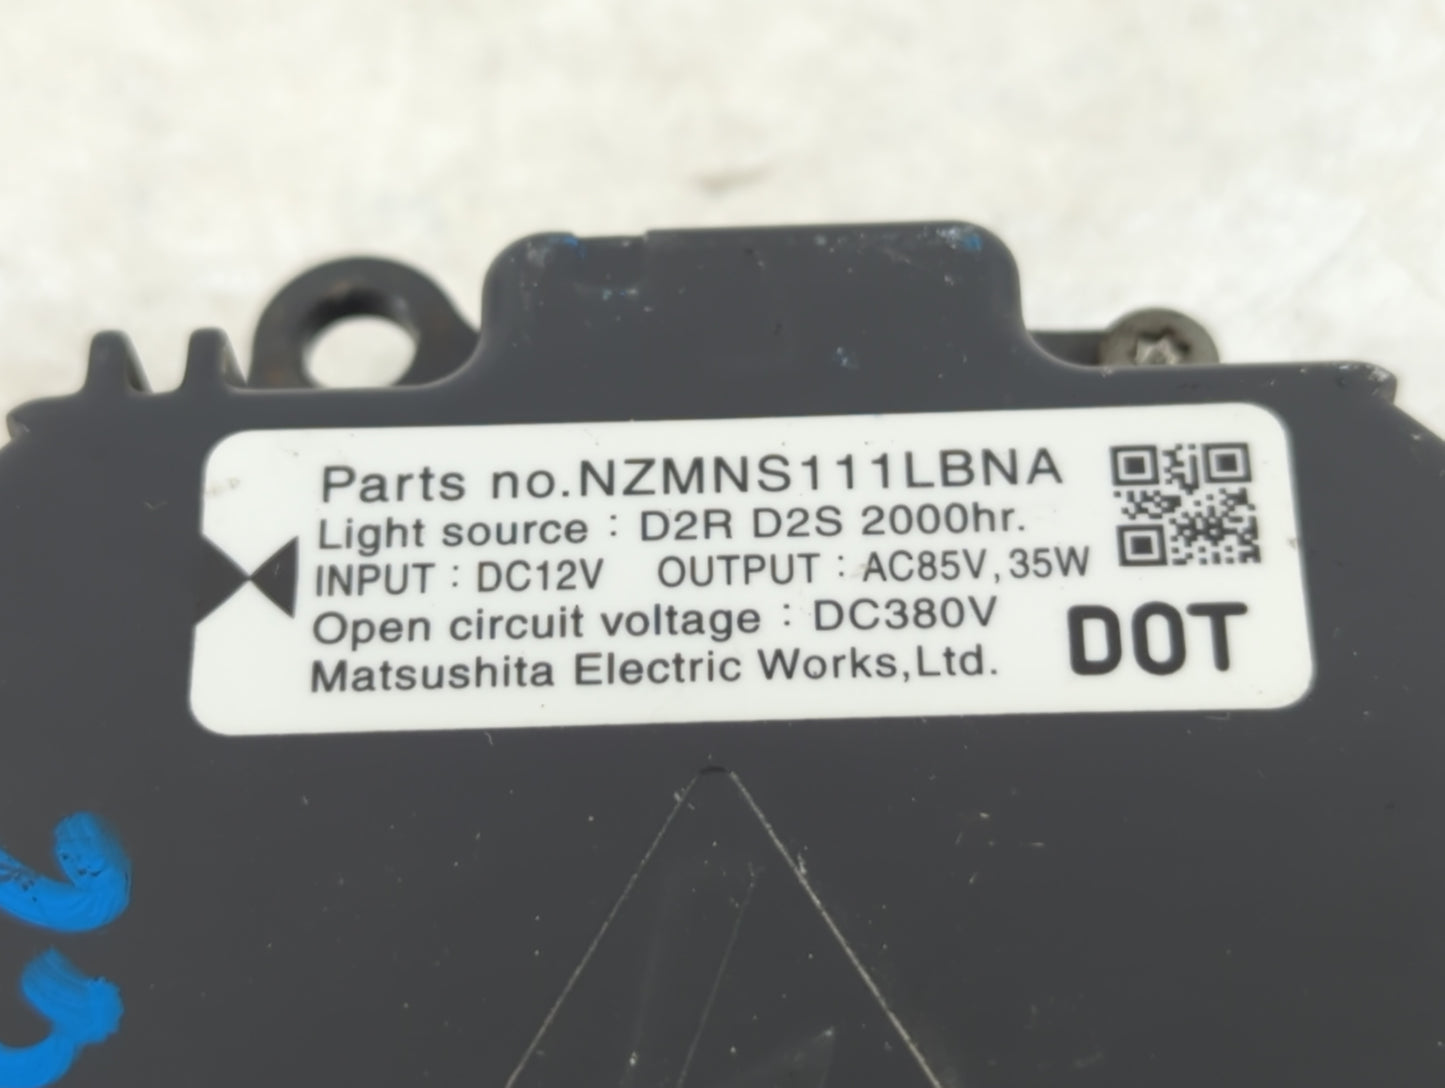 Parts no.NZMNS111LBNA
Light source : D2R D2S 2000hr.
INPUT : DC12V OUTPUT : AC85V,35W
Open circuit voltage : DC380V
Matsushita Electric Works,Ltd.
DOT